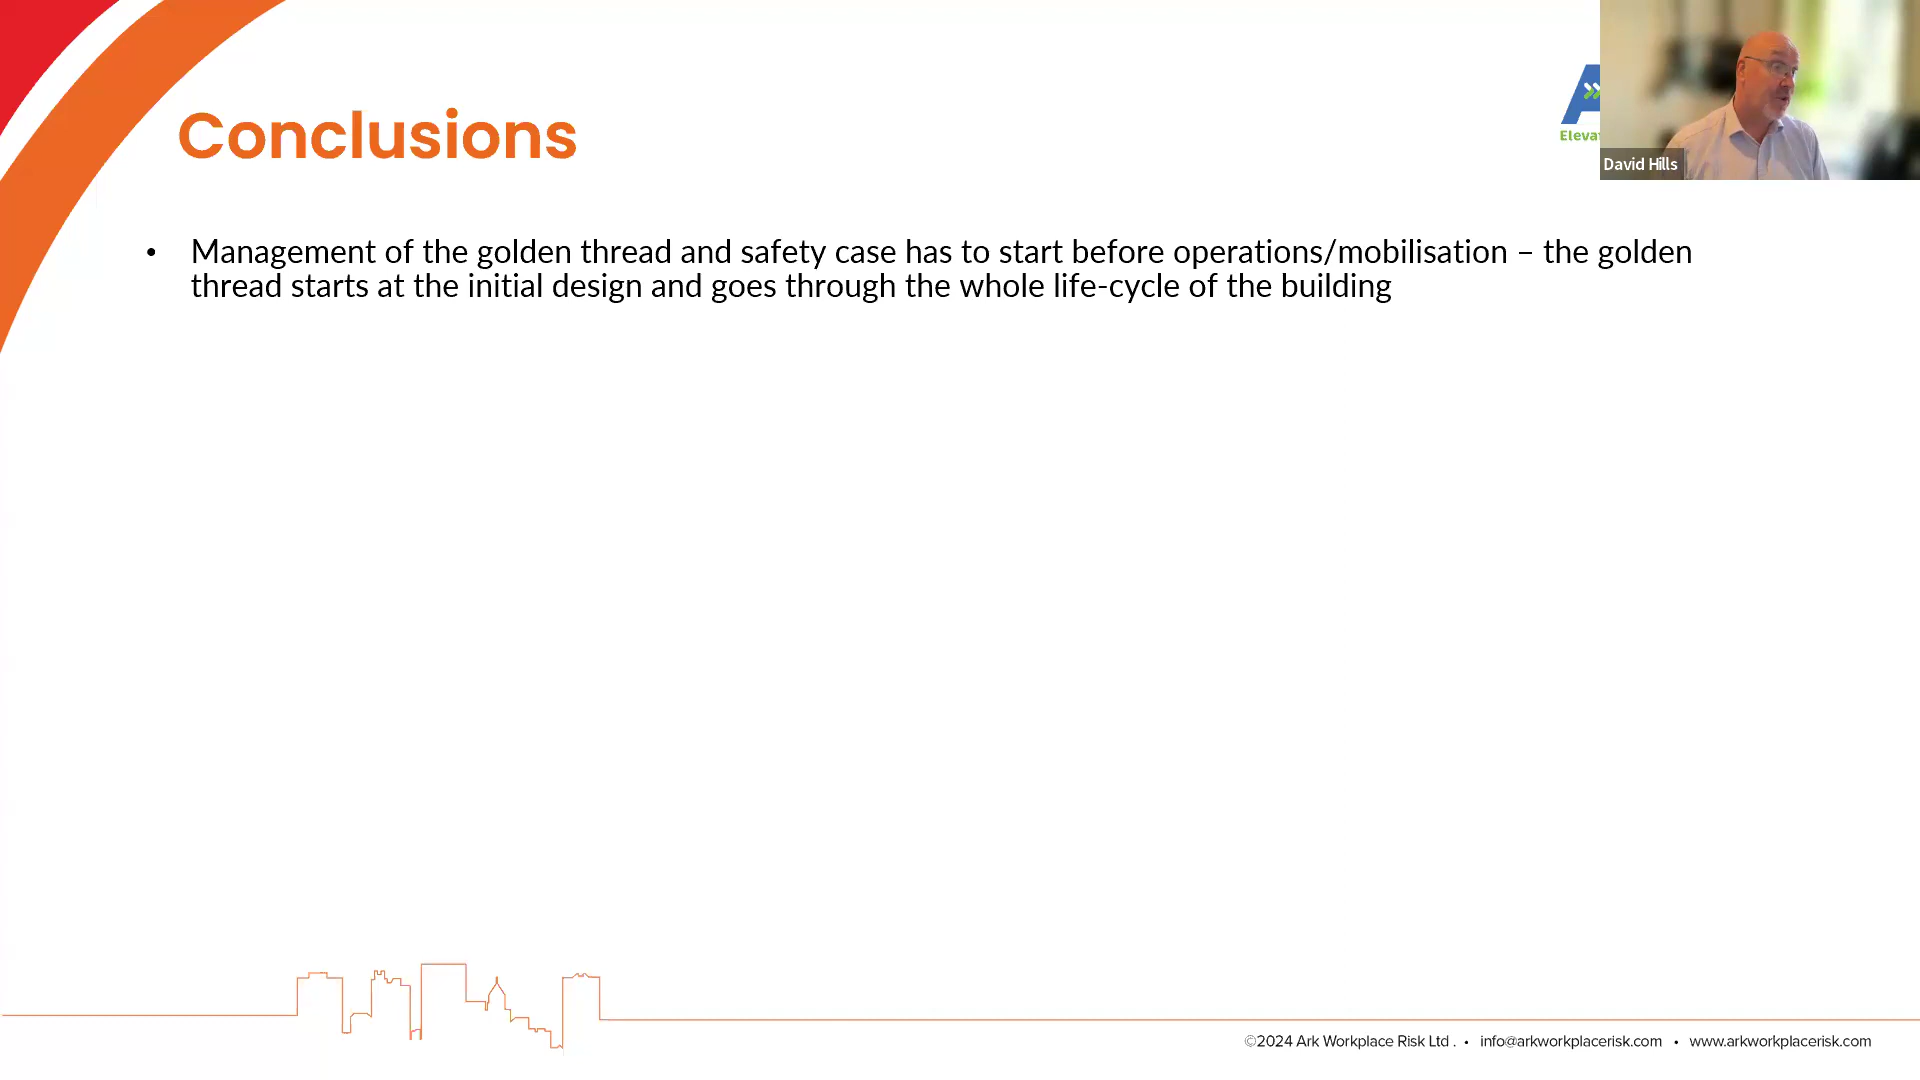 Conclusions
David Hills
• Management of the golden thread and safety case has to start before operations/mobilisation – the golden
thread starts at the initial design and goes through the whole life-cycle of the building
©2024 Ark Workplace Risk Ltd . • info@arkworkplacerisk.com • www.arkworkplacerisk.com